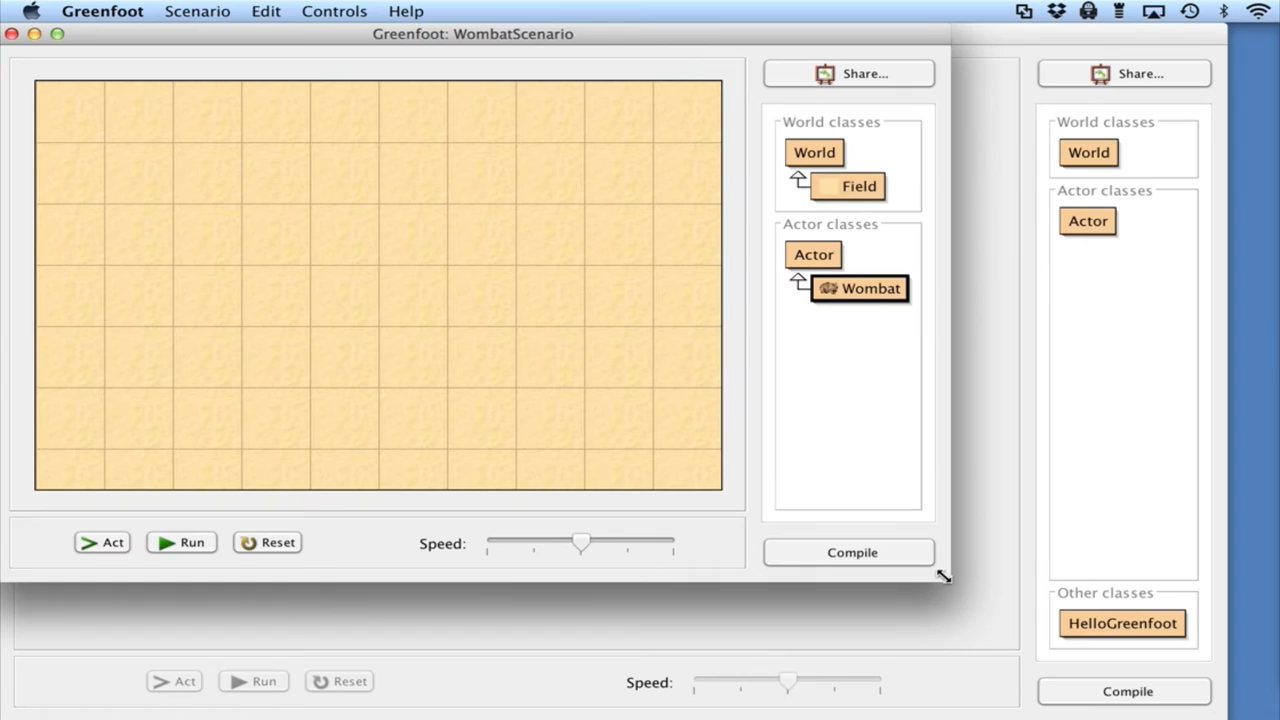 Greenfoot Scenario Edit Controls Help
Greenfoot: WombatScenario
Share...
World classes
World
Field
Actor classes
Actor
Wombat
Act
Run
Reset
Speed:
Compile
Share...
World classes
World
Actor classes
Actor
Other classes
HelloGreenfoot
Act
Run
Reset
Speed:
Compile